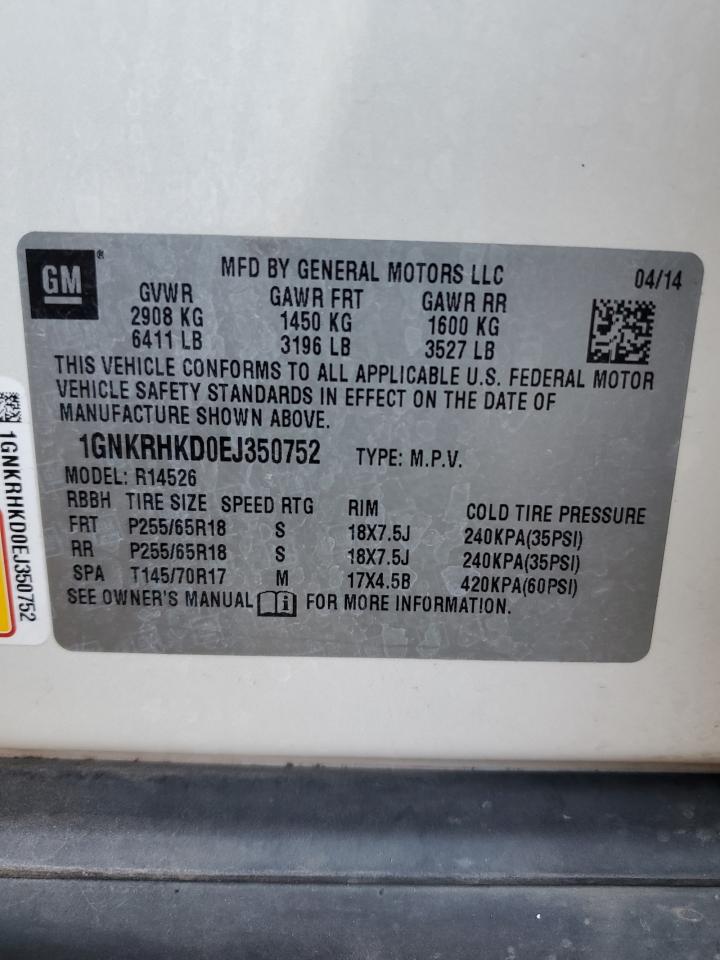 GM®
MFD BY GENERAL MOTORS LLC 04/14
GVWR GAWR FRT GAWR RR
2908 KG 1450 KG 1600 KG
6411 LB 3196 LB 3527 LB
THIS VEHICLE CONFORMS TO ALL APPLICABLE U.S. FEDERAL MOTOR
VEHICLE SAFETY STANDARDS IN EFFECT ON THE DATE OF
MANUFACTURE SHOWN ABOVE.
1GNKRHKD0EJ350752 TYPE: M.P.V.
MODEL: R14526
RBBH TIRE SIZE SPEED RTG RIM COLD TIRE PRESSURE
FRT P255/65R18 S 18X7.5J 240KPA(35PSI)
RR P255/65R18 S 18X7.5J 240KPA(35PSI)
SPA T145/70R17 M 17X4.5B 420KPA(60PSI)
SEE OWNER'S MANUAL i FOR MORE INFORMATION.
1GNKRHKD0EJ350752